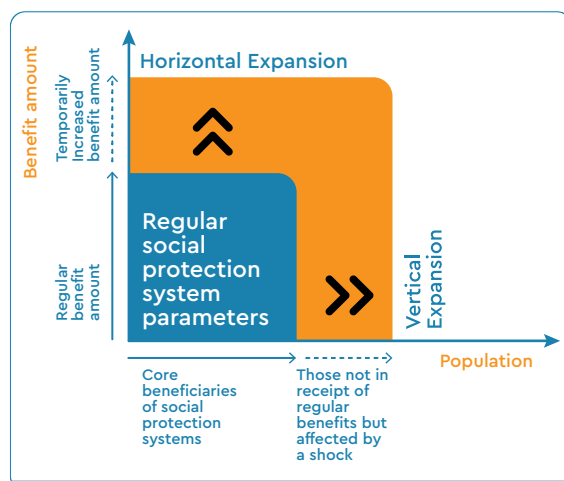 Benefit amount
Temporarily
Increased
benefit amount
Regular
benefit
amount
Horizontal Expansion
Regular
social
protection
system
parameters
Vertical
Expansion
Population
Core
beneficiaries
of social
protection
systems
Those not in
receipt of
regular
benefits but
affected by
a shock